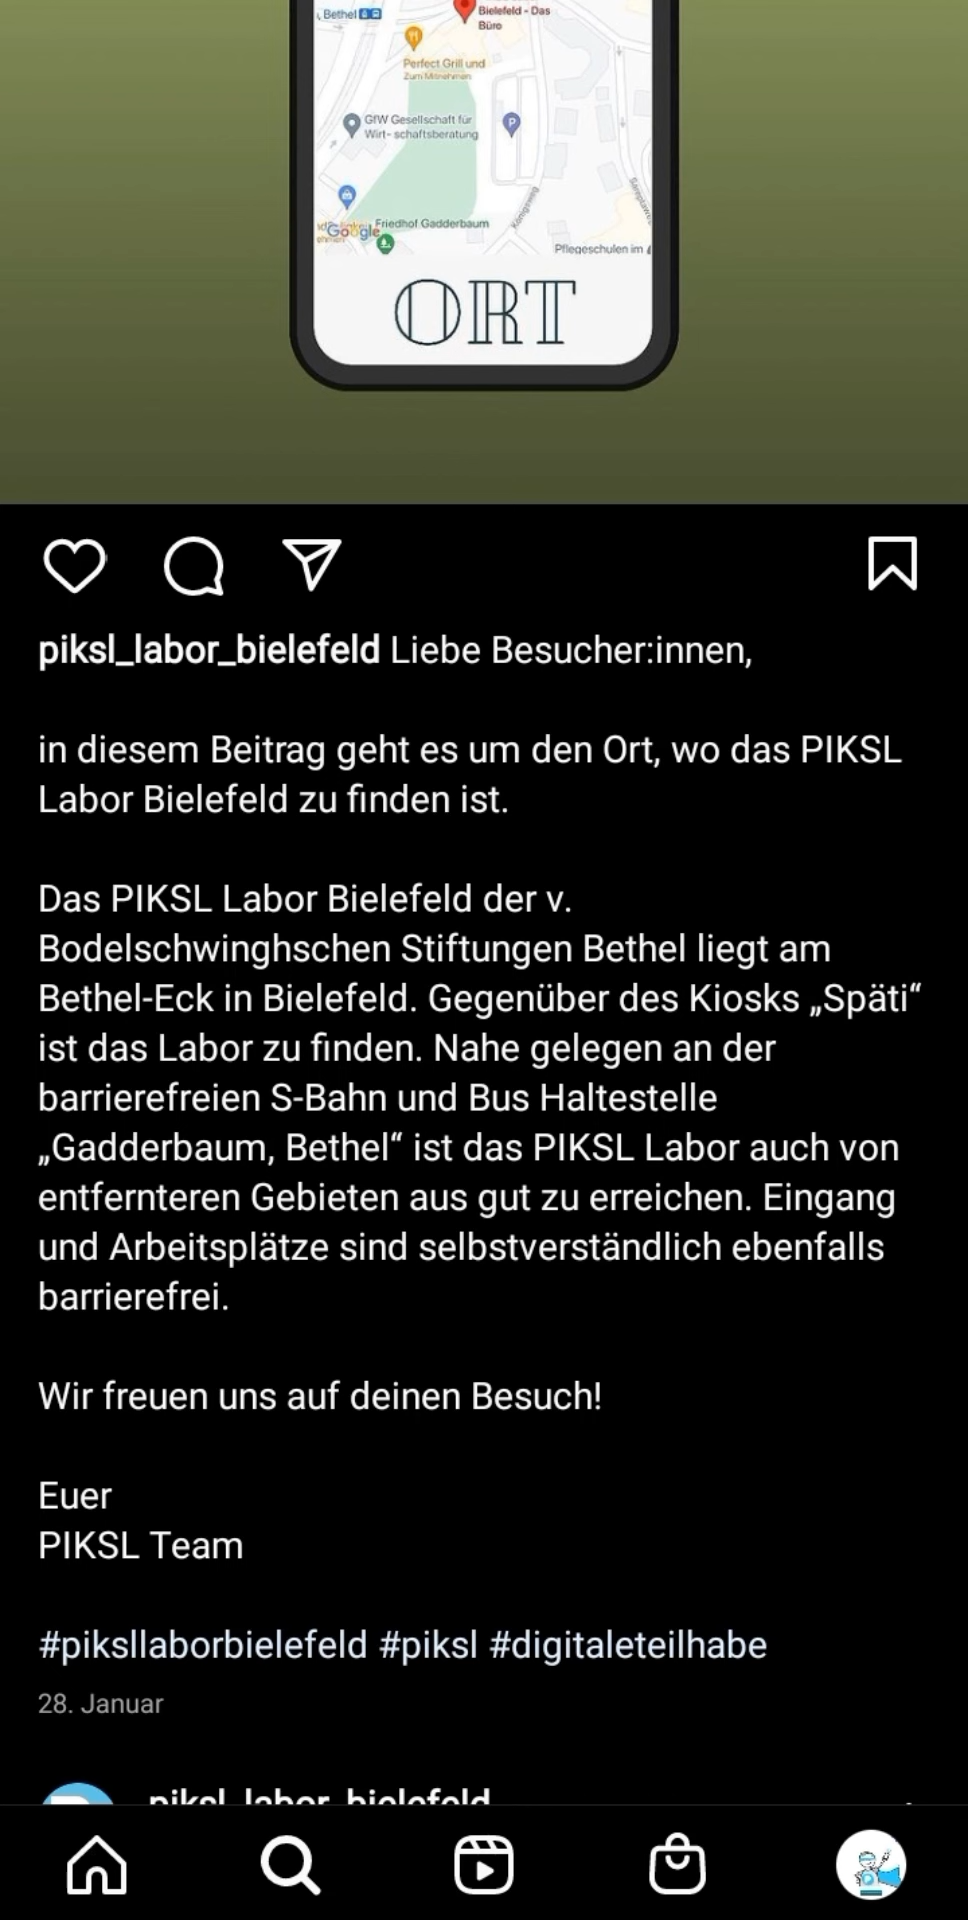 Bethel
Bielefeld - Das
Büro
Perfect Grill und
Zum Mitnehmen
GfW Gesellschaft für
Wirt- schaftsberatung
P
Königsweg
Google
Friedhof Gadderbaum
Pflegeschulen im
ORT
piksl_labor_bielefeld Liebe Besucher:innen,
in diesem Beitrag geht es um den Ort, wo das PIKSL
Labor Bielefeld zu finden ist.
Das PIKSL Labor Bielefeld der v.
Bodelschwinghschen Stiftungen Bethel liegt am
Bethel-Eck in Bielefeld. Gegenüber des Kiosks „Späti“
ist das Labor zu finden. Nahe gelegen an der
barrierefreien S-Bahn und Bus Haltestelle
„Gadderbaum, Bethel“ ist das PIKSL Labor auch von
entfernteren Gebieten aus gut zu erreichen. Eingang
und Arbeitsplätze sind selbstverständlich ebenfalls
barrierefrei.
Wir freuen uns auf deinen Besuch!
Euer
PIKSL Team
#piksllaborbielefeld #piksl #digitaleteilhabe
28. Januar
piksl_labor_bielefeld